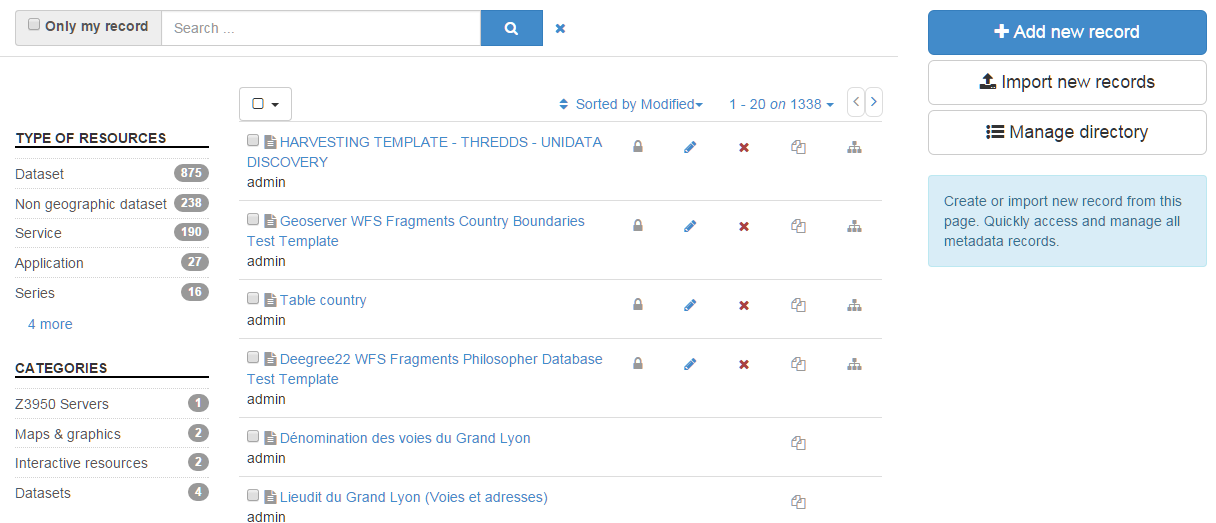 Only my record
Search ...
Add new record
Import new records
Manage directory
Create or import new record from this
page. Quickly access and manage all
metadata records.
Sorted by Modified
1 - 20 on 1338
TYPE OF RESOURCES
Dataset 875
Non geographic dataset 238
Service 190
Application 27
Series 16
4 more
CATEGORIES
Z3950 Servers 1
Maps & graphics 2
Interactive resources 2
Datasets 4
HARVESTING TEMPLATE - THREDDS - UNIDATA
DISCOVERY
admin
Geoserver WFS Fragments Country Boundaries
Test Template
admin
Table country
admin
Deegree22 WFS Fragments Philosopher Database
Test Template
admin
Dénomination des voies du Grand Lyon
admin
Lieudit du Grand Lyon (Voies et adresses)
admin